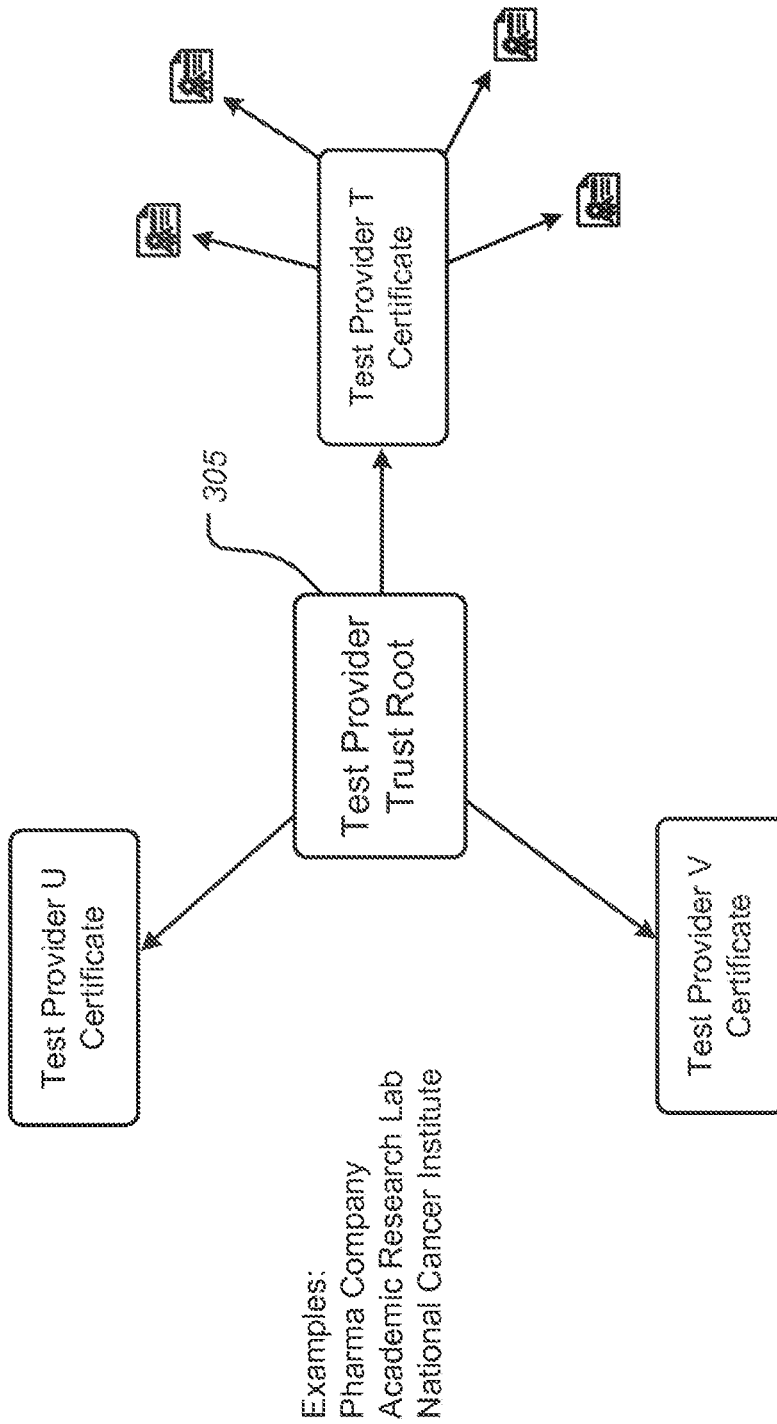 Test Provider U
Certificate
Examples:
Pharma Company
Academic Research Lab
National Cancer Institute
Test Provider
Trust Root
305
Test Provider T
Certificate
Test Provider V
Certificate